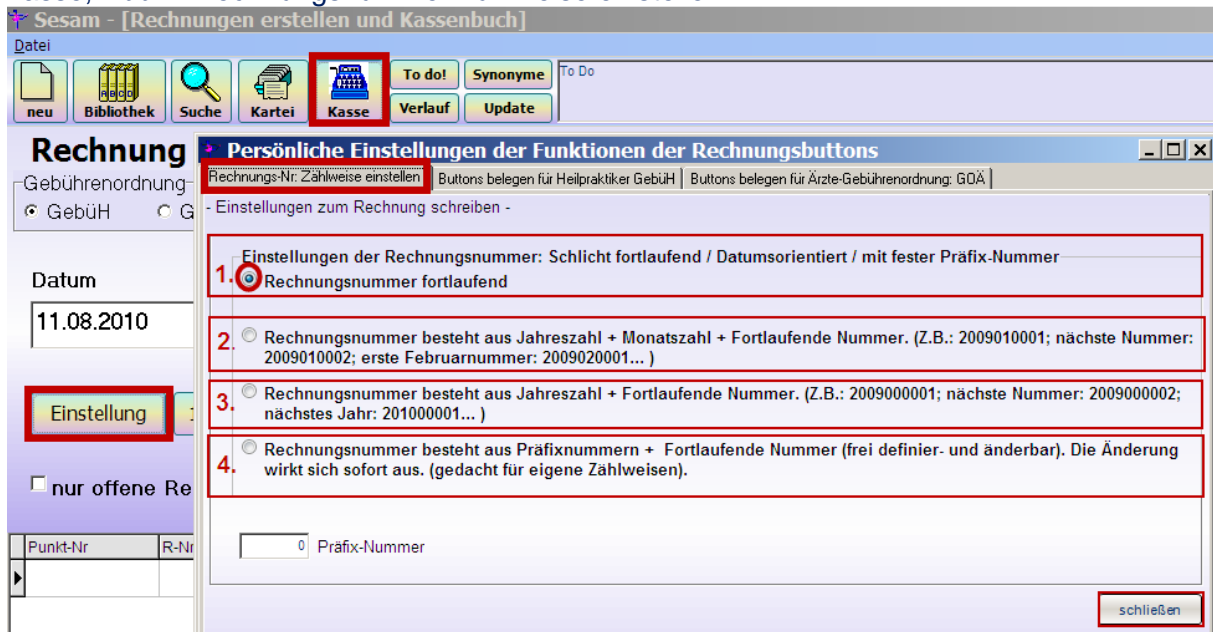 Sesam - [Rechnungen erstellen und Kassenbuch]
Datei
neu Bibliothek Suche Kartei Kasse To do! Synonyme To Do
Verlauf Update
Rechnung
Persönliche Einstellungen der Funktionen der Rechnungsbuttons
Gebührenordnung
Rechnungs-Nr: Zählweise einstellen Buttons belegen für Heilpraktiker GebüH Buttons belegen für Ärzte-Gebührenordnung: GOÄ
GebüH G
- Einstellungen zum Rechnung schreiben -
Einstellungen der Rechnungsnummer: Schlicht fortlaufend / Datumsorientiert / mit fester Präfix-Nummer
1. Rechnungsnummer fortlaufend
Datum
11.08.2010
2. Rechnungsnummer besteht aus Jahreszahl + Monatszahl + Fortlaufende Nummer. (Z.B.: 2009010001; nächste Nummer:
2009010002; erste Februarnummer: 2009020001... )
3. Rechnungsnummer besteht aus Jahreszahl + Fortlaufende Nummer. (Z.B.: 2009000001; nächste Nummer: 2009000002;
nächstes Jahr: 201000001... )
Einstellung
4. Rechnungsnummer besteht aus Präfixnummern + Fortlaufende Nummer (frei definier- und änderbar). Die Änderung
wirkt sich sofort aus. (gedacht für eigene Zählweisen).
nur offene Re
Punkt-Nr R-Nr
0 Präfix-Nummer
schließen